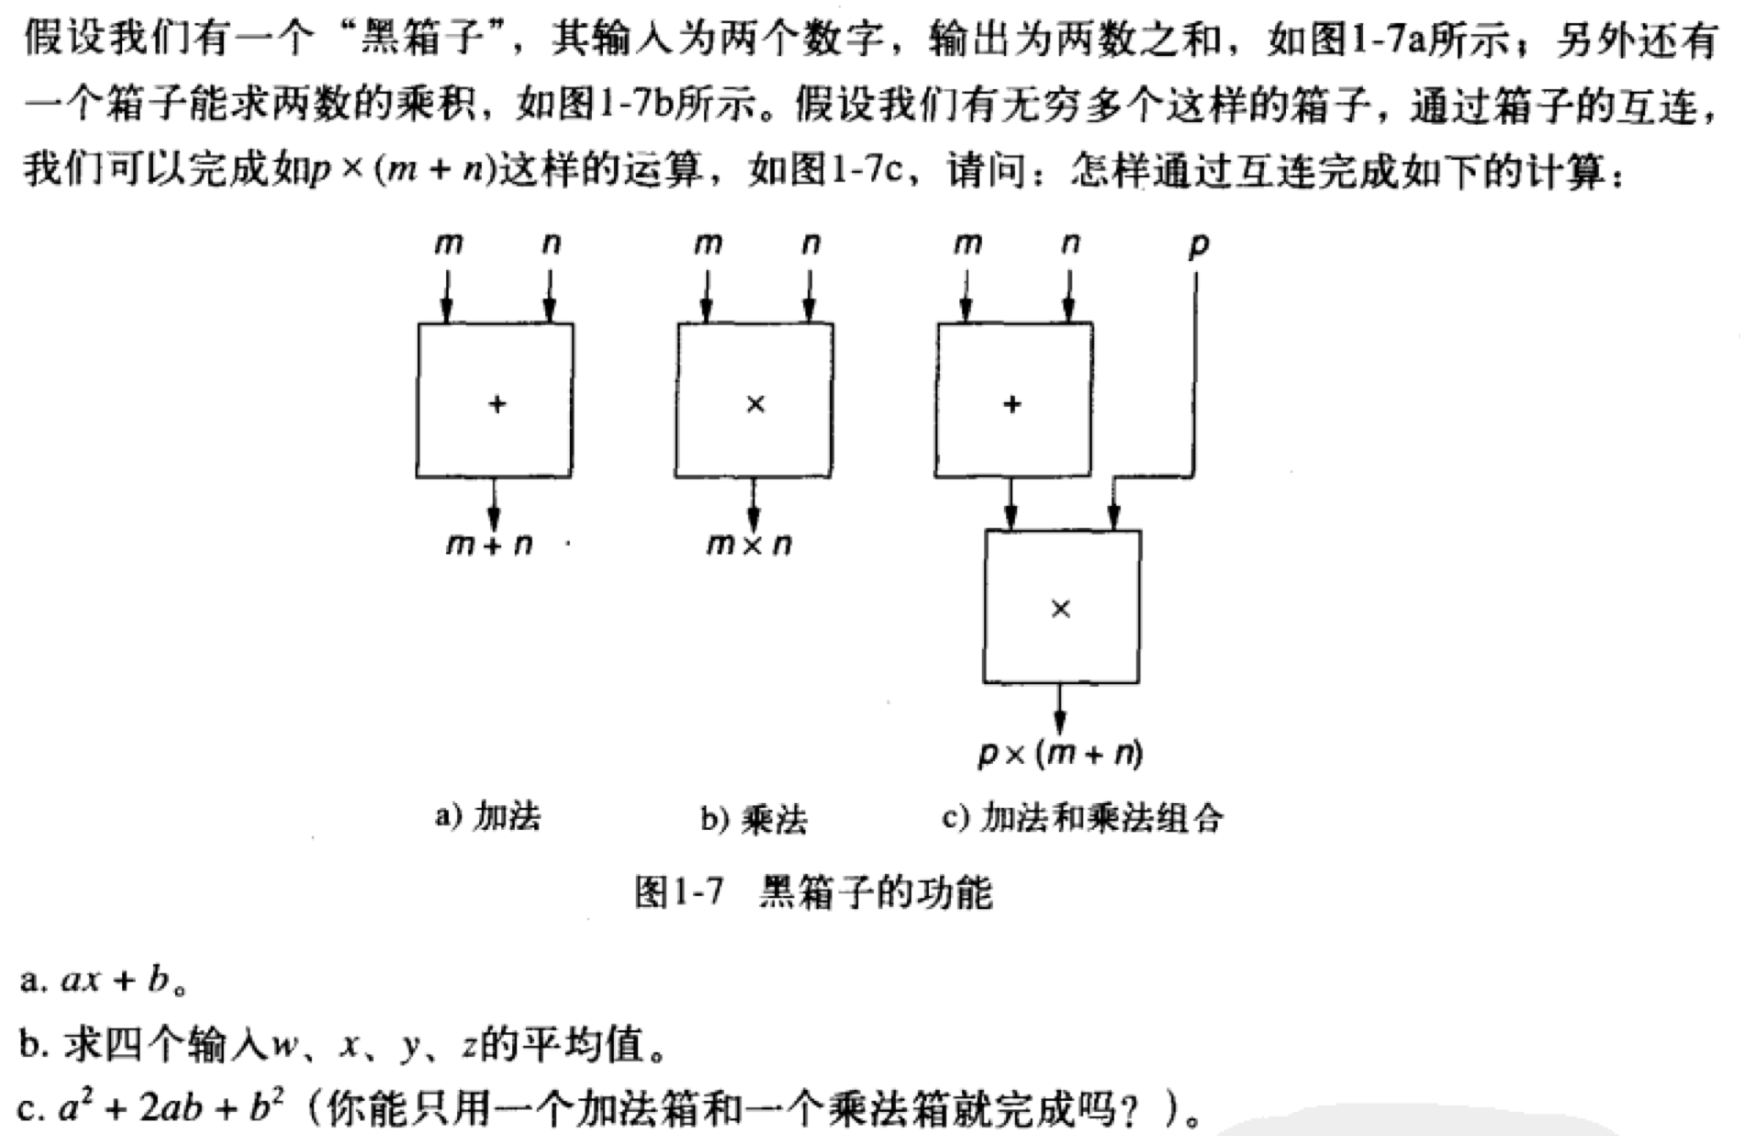 假设我们有一个“黑箱子”，其输入为两个数字，输出为两数之和，如图1-7a所示；另外还有
一个箱子能求两数的乘积，如图1-7b所示。假设我们有无穷多个这样的箱子，通过箱子的互连，
我们可以完成如p × (m + n)这样的运算，如图1-7c，请问：怎样通过互连完成如下的计算：
m n m n m n p
+ × +
m + n m × n
×
p × (m + n)
a) 加法 b) 乘法 c) 加法和乘法组合
图1-7 黑箱子的功能
a. ax + b。
b. 求四个输入w、x、y、z的平均值。
c. a² + 2ab + b²（你能只用一个加法箱和一个乘法箱就完成吗？）。